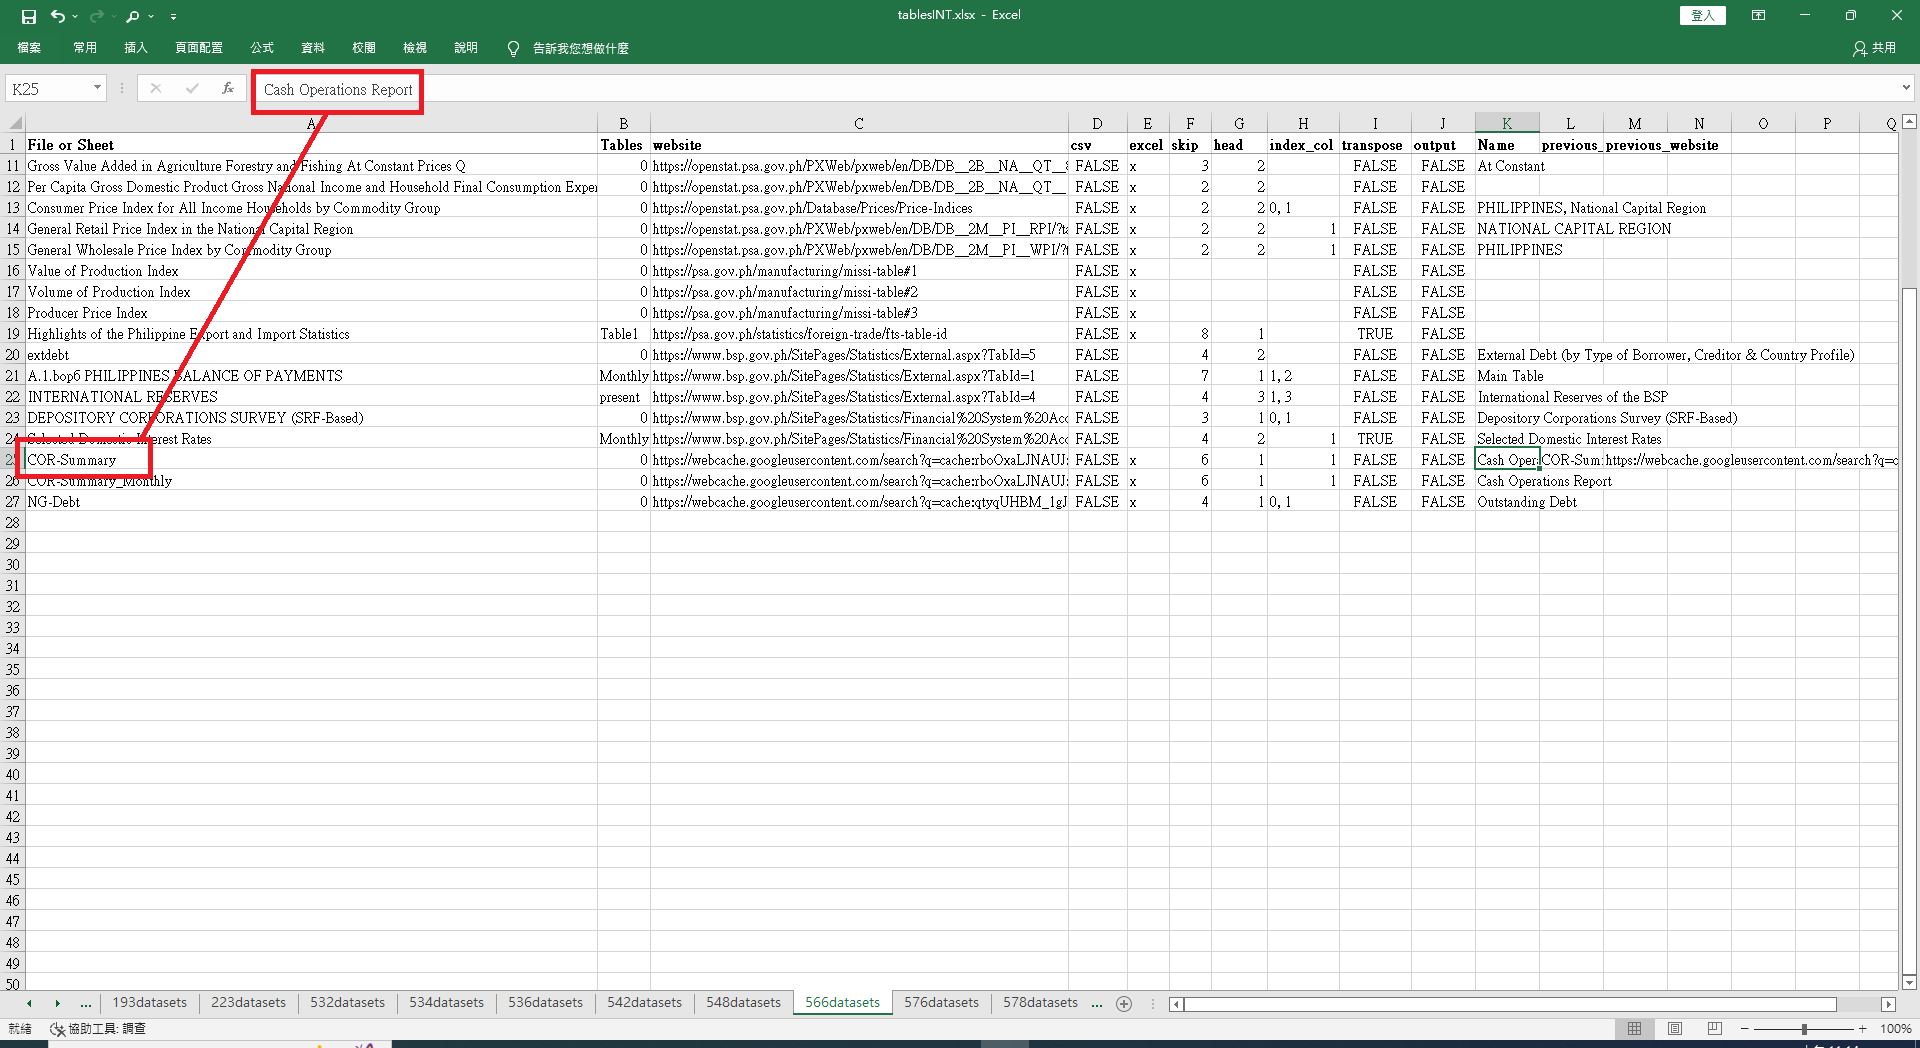 tablesINT.xlsx - Excel
登入
檔案 常用 插入 頁面配置 公式 資料 校閱 檢視 說明 告訴我您想做什麼 共用
K25 fx Cash Operations Report
A B C D E F G H I J K L M N O P Q
1 File or Sheet Tables website csv excel skip head index_col transpose output Name previous_ previous_website
11 Gross Value Added in Agriculture Forestry and Fishing At Constant Prices Q 0 https://openstat.psa.gov.ph/PXWeb/pxweb/en/DB/DB__2B__NA__QT__ FALSE x 3 2 FALSE FALSE At Constant
12 Per Capita Gross Domestic Product Gross National Income and Household Final Consumption Exper 0 https://openstat.psa.gov.ph/PXWeb/pxweb/en/DB/DB__2B__NA__QT__ FALSE x 2 2 FALSE FALSE
13 Consumer Price Index for All Income Households by Commodity Group 0 https://openstat.psa.gov.ph/Database/Prices/Price-Indices FALSE x 2 2 0, 1 FALSE FALSE PHILIPPINES, National Capital Region
14 General Retail Price Index in the National Capital Region 0 https://openstat.psa.gov.ph/PXWeb/pxweb/en/DB/DB__2M__PI__RPI/?ta FALSE x 2 2 1 FALSE FALSE NATIONAL CAPITAL REGION
15 General Wholesale Price Index by Commodity Group 0 https://openstat.psa.gov.ph/PXWeb/pxweb/en/DB/DB__2M__PI__WPI/?t FALSE x 2 2 1 FALSE FALSE PHILIPPINES
16 Value of Production Index 0 https://psa.gov.ph/manufacturing/missi-table#1 FALSE x FALSE FALSE
17 Volume of Production Index 0 https://psa.gov.ph/manufacturing/missi-table#2 FALSE x FALSE FALSE
18 Producer Price Index 0 https://psa.gov.ph/manufacturing/missi-table#3 FALSE x FALSE FALSE
19 Highlights of the Philippine Export and Import Statistics Table1 https://psa.gov.ph/statistics/foreign-trade/fts-table-id FALSE x 8 1 TRUE FALSE
20 extdebt 0 https://www.bsp.gov.ph/SitePages/Statistics/External.aspx?TabId=5 FALSE 4 2 FALSE FALSE External Debt (by Type of Borrower, Creditor & Country Profile)
21 A.1.bop6 PHILIPPINES BALANCE OF PAYMENTS Monthly https://www.bsp.gov.ph/SitePages/Statistics/External.aspx?TabId=1 FALSE 7 1 1, 2 FALSE FALSE Main Table
22 INTERNATIONAL RESERVES present https://www.bsp.gov.ph/SitePages/Statistics/External.aspx?TabId=4 FALSE 4 3 1, 3 FALSE FALSE International Reserves of the BSP
23 DEPOSITORY CORPORATIONS SURVEY (SRF-Based) 0 https://www.bsp.gov.ph/SitePages/Statistics/Financial%20System%20Acc FALSE 3 1 0, 1 FALSE FALSE Depository Corporations Survey (SRF-Based)
24 Selected Domestic Interest Rates Monthly https://www.bsp.gov.ph/SitePages/Statistics/Financial%20System%20Acc FALSE 4 2 1 TRUE FALSE Selected Domestic Interest Rates
25 COR-Summary 0 https://webcache.googleusercontent.com/search?q=cache:rboOxaLJNAUJ: FALSE x 6 1 1 FALSE FALSE Cash Oper COR-Sum https://webcache.googleusercontent.com/search?q=c
26 COR-Summary_Monthly 0 https://webcache.googleusercontent.com/search?q=cache:rboOxaLJNAUJ: FALSE x 6 1 1 FALSE FALSE Cash Operations Report
27 NG-Debt 0 https://webcache.googleusercontent.com/search?q=cache:qtyqUHBM_1gJ FALSE x 4 1 0, 1 FALSE FALSE Outstanding Debt
28
29
30
31
32
33
34
35
36
37
38
39
40
41
42
43
44
45
46
47
48
49
50
... 193datasets 223datasets 532datasets 534datasets 536datasets 542datasets 548datasets 566datasets 576datasets 578datasets ...
就緒 協助工具: 調查 100%